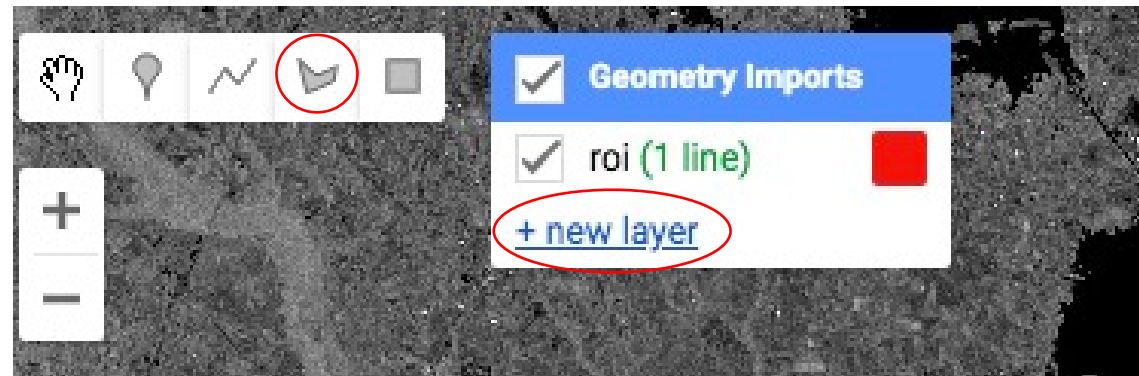 Geometry Imports
roi (1 line)
+ new layer
+
−